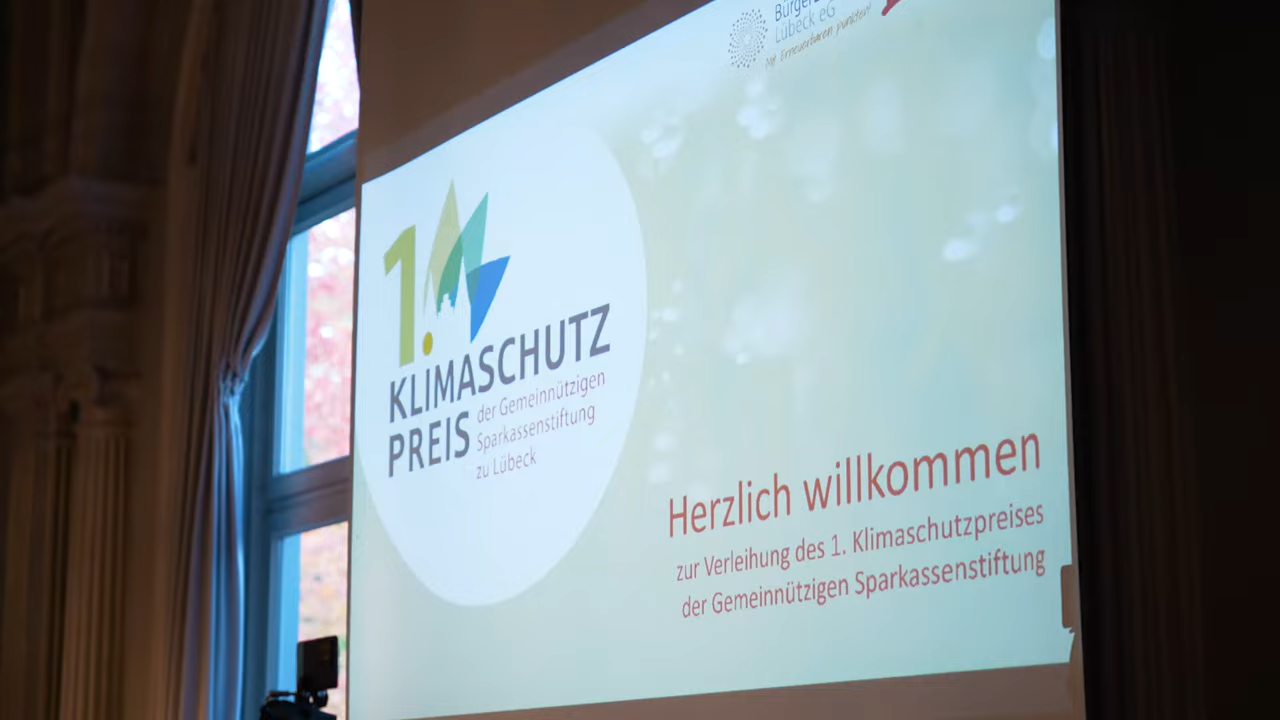 Lübeck eG
Mit Erneuerbaren punkten!
1.
KLIMASCHUTZ
PREIS
der Gemeinnützigen
Sparkassenstiftung
zu Lübeck
Herzlich willkommen
zur Verleihung des 1. Klimaschutzpreises
der Gemeinnützigen Sparkassenstiftung